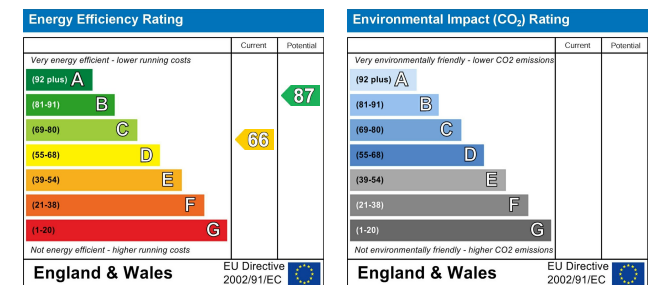 Energy Efficiency Rating
Current Potential
Very energy efficient - lower running costs
(92 plus) A
(81-91) B
(69-80) C
(55-68) D
(39-54) E
(21-38) F
(1-20) G
87
66
Not energy efficient - higher running costs
England & Wales
EU Directive
2002/91/EC
Environmental Impact (CO₂) Rating
Current Potential
Very environmentally friendly - lower CO2 emissions
(92 plus) A
(81-91) B
(69-80) C
(55-68) D
(39-54) E
(21-38) F
(1-20) G
Not environmentally friendly - higher CO2 emissions
England & Wales
EU Directive
2002/91/EC